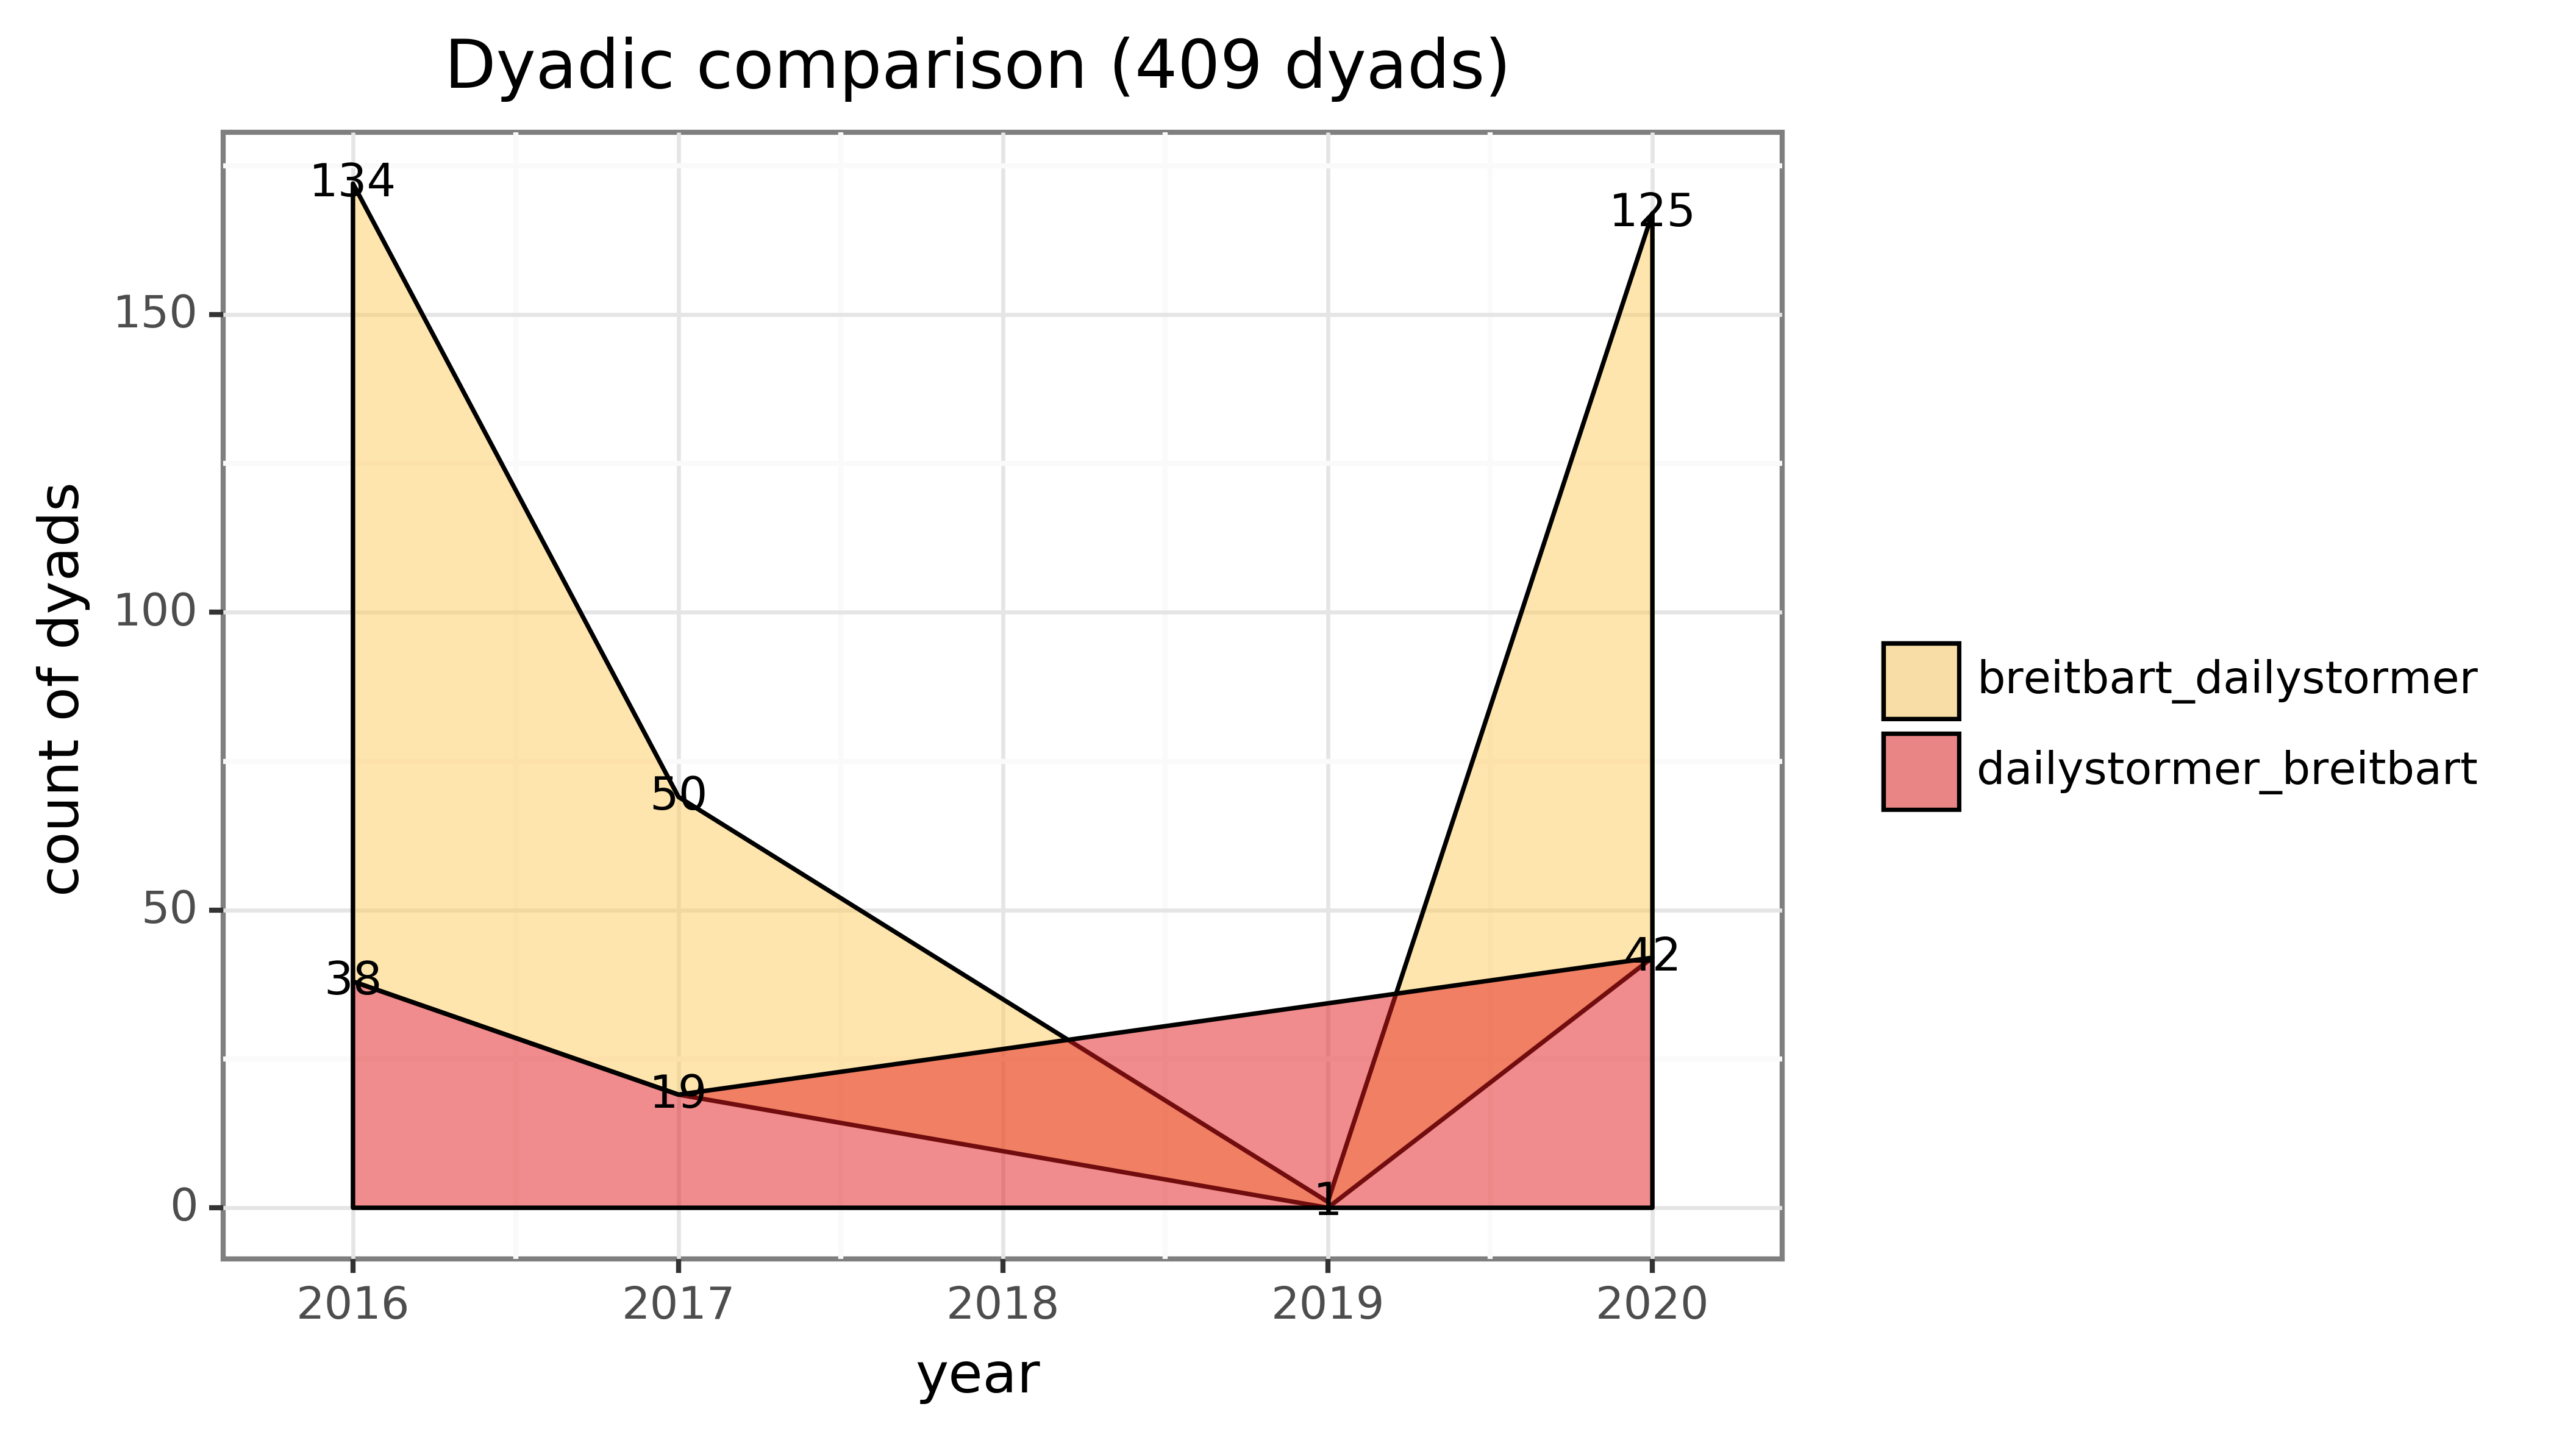 Dyadic comparison (409 dyads)
134
125
150
100
50
38
42
50
19
1
0
count of dyads
2016 2017 2018 2019 2020
year
breitbart_dailystormer
dailystormer_breitbart